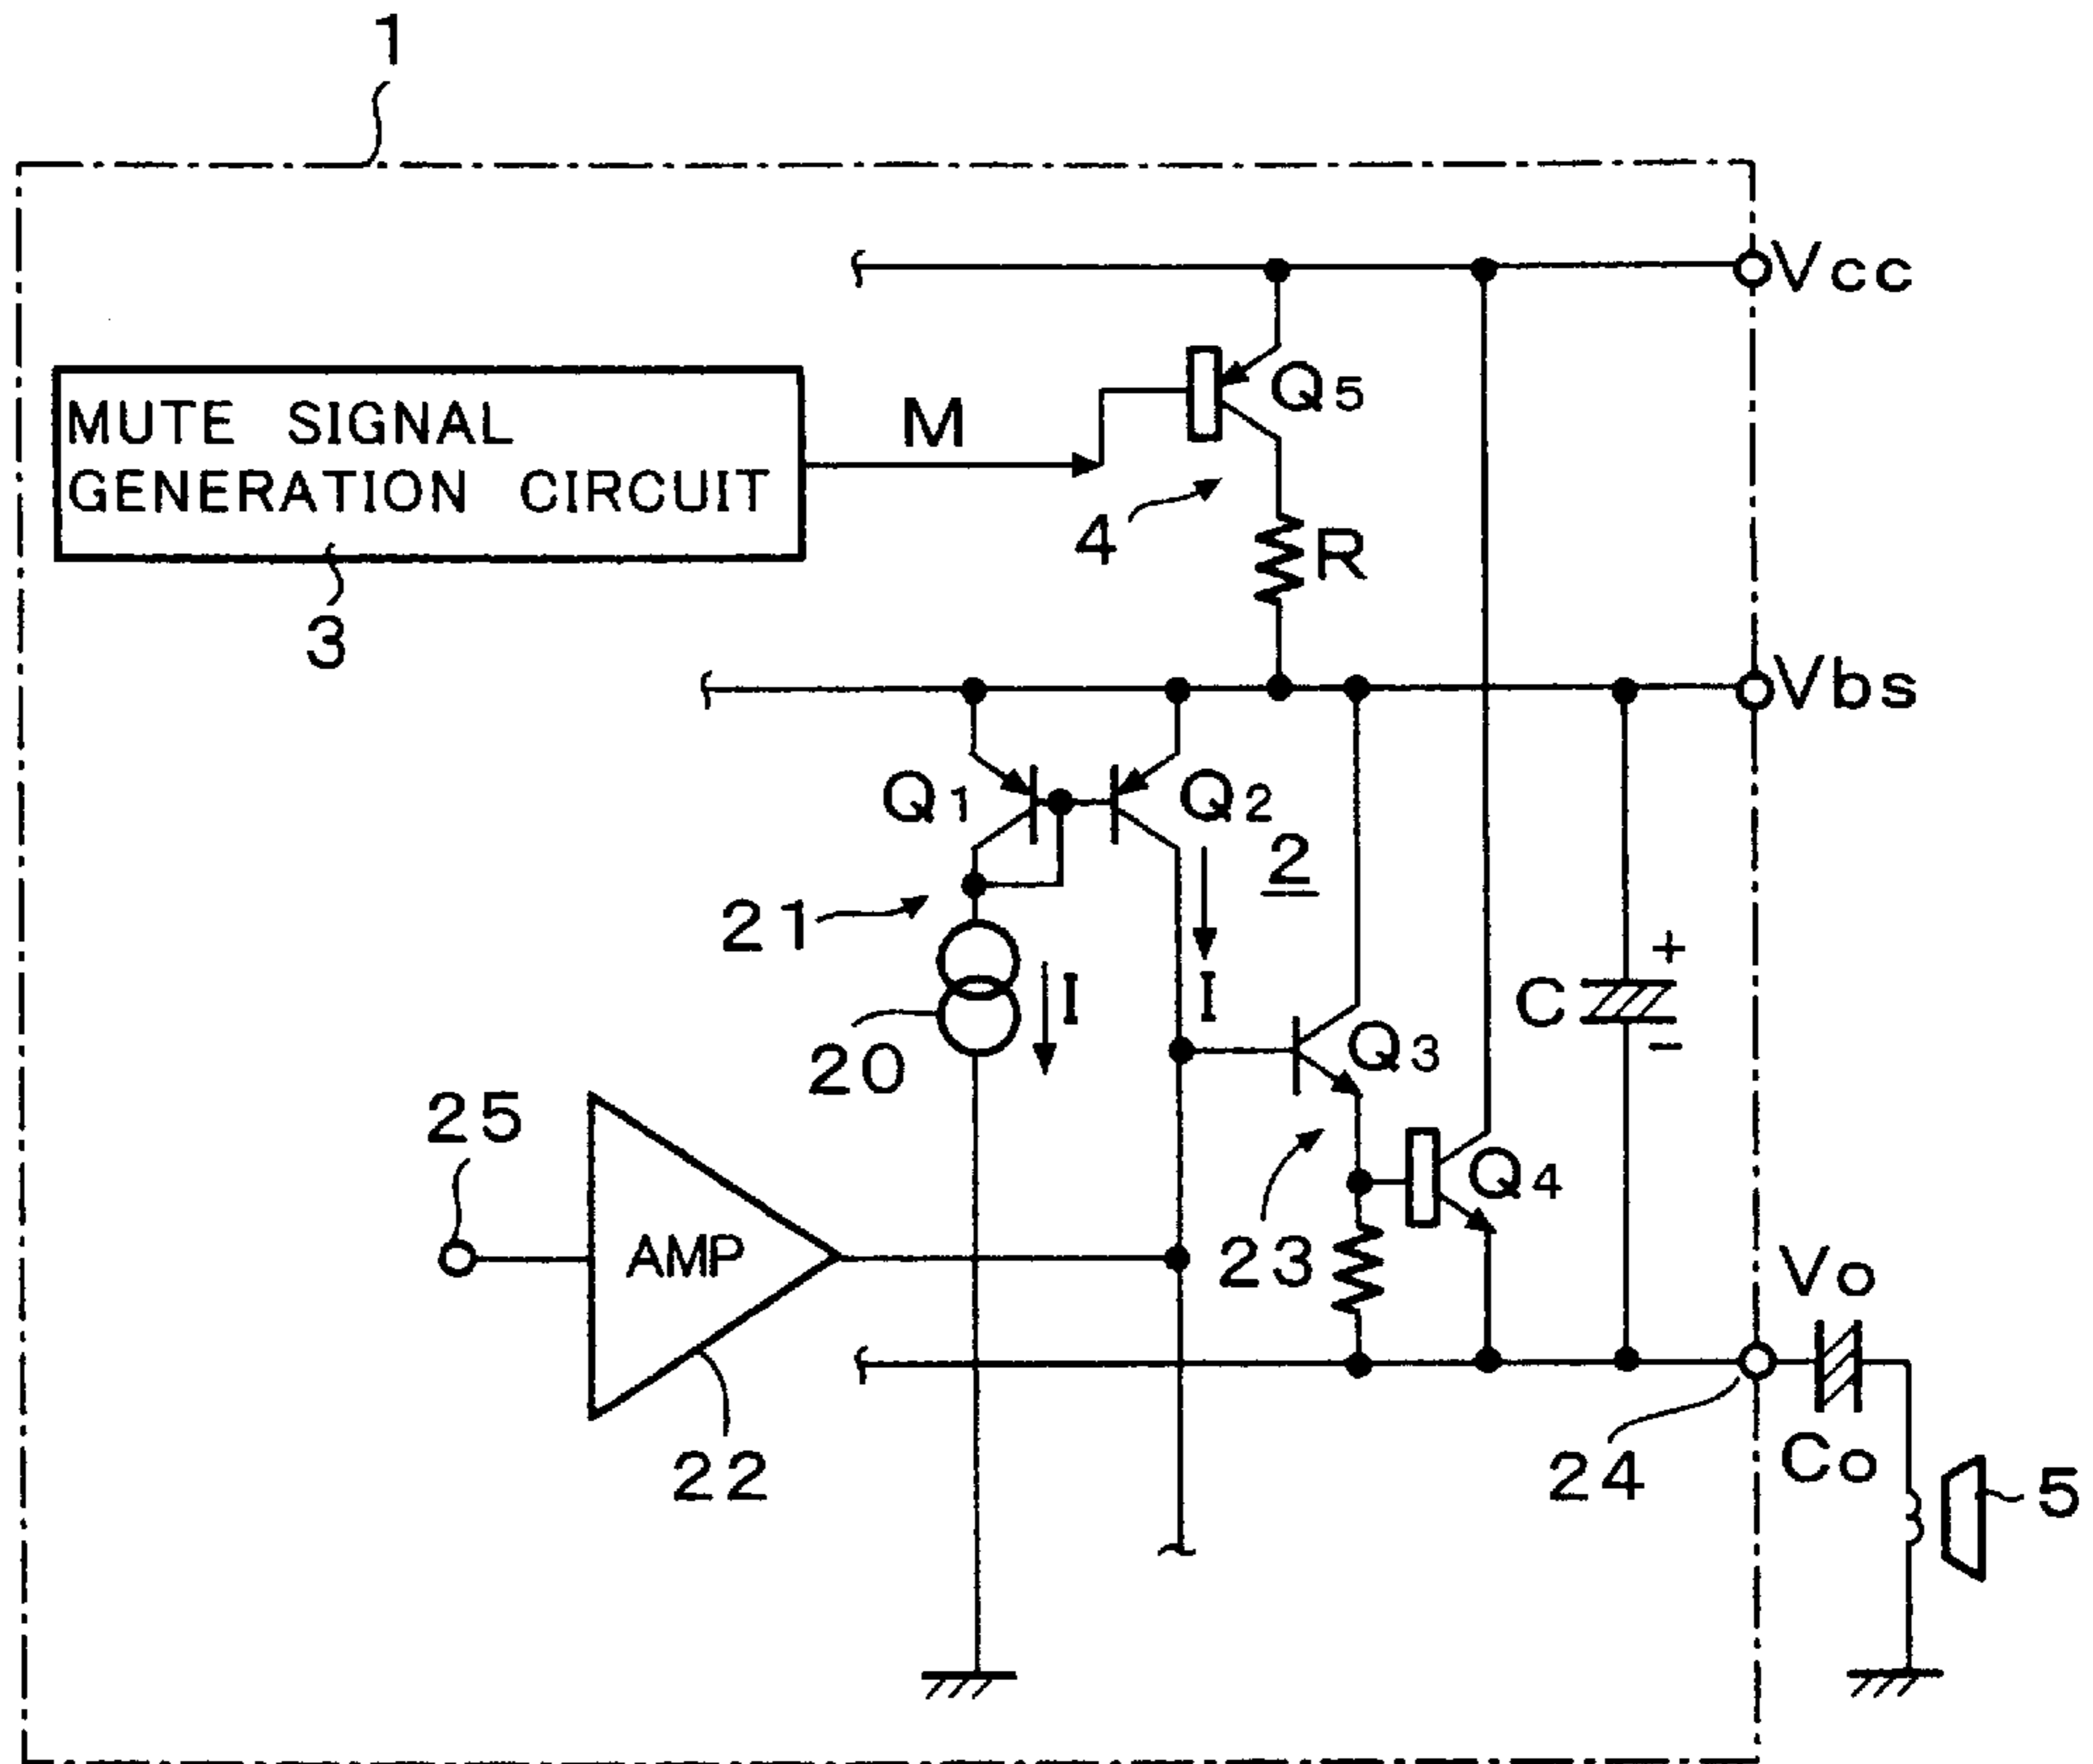 1
Vcc
MUTE SIGNAL
GENERATION CIRCUIT
M
Q5
4
R
3
Vbs
Q1
Q2
2
21
I
I
+
C
-
20
Q3
25
AMP
Q4
23
Vo
22
24
Co
5